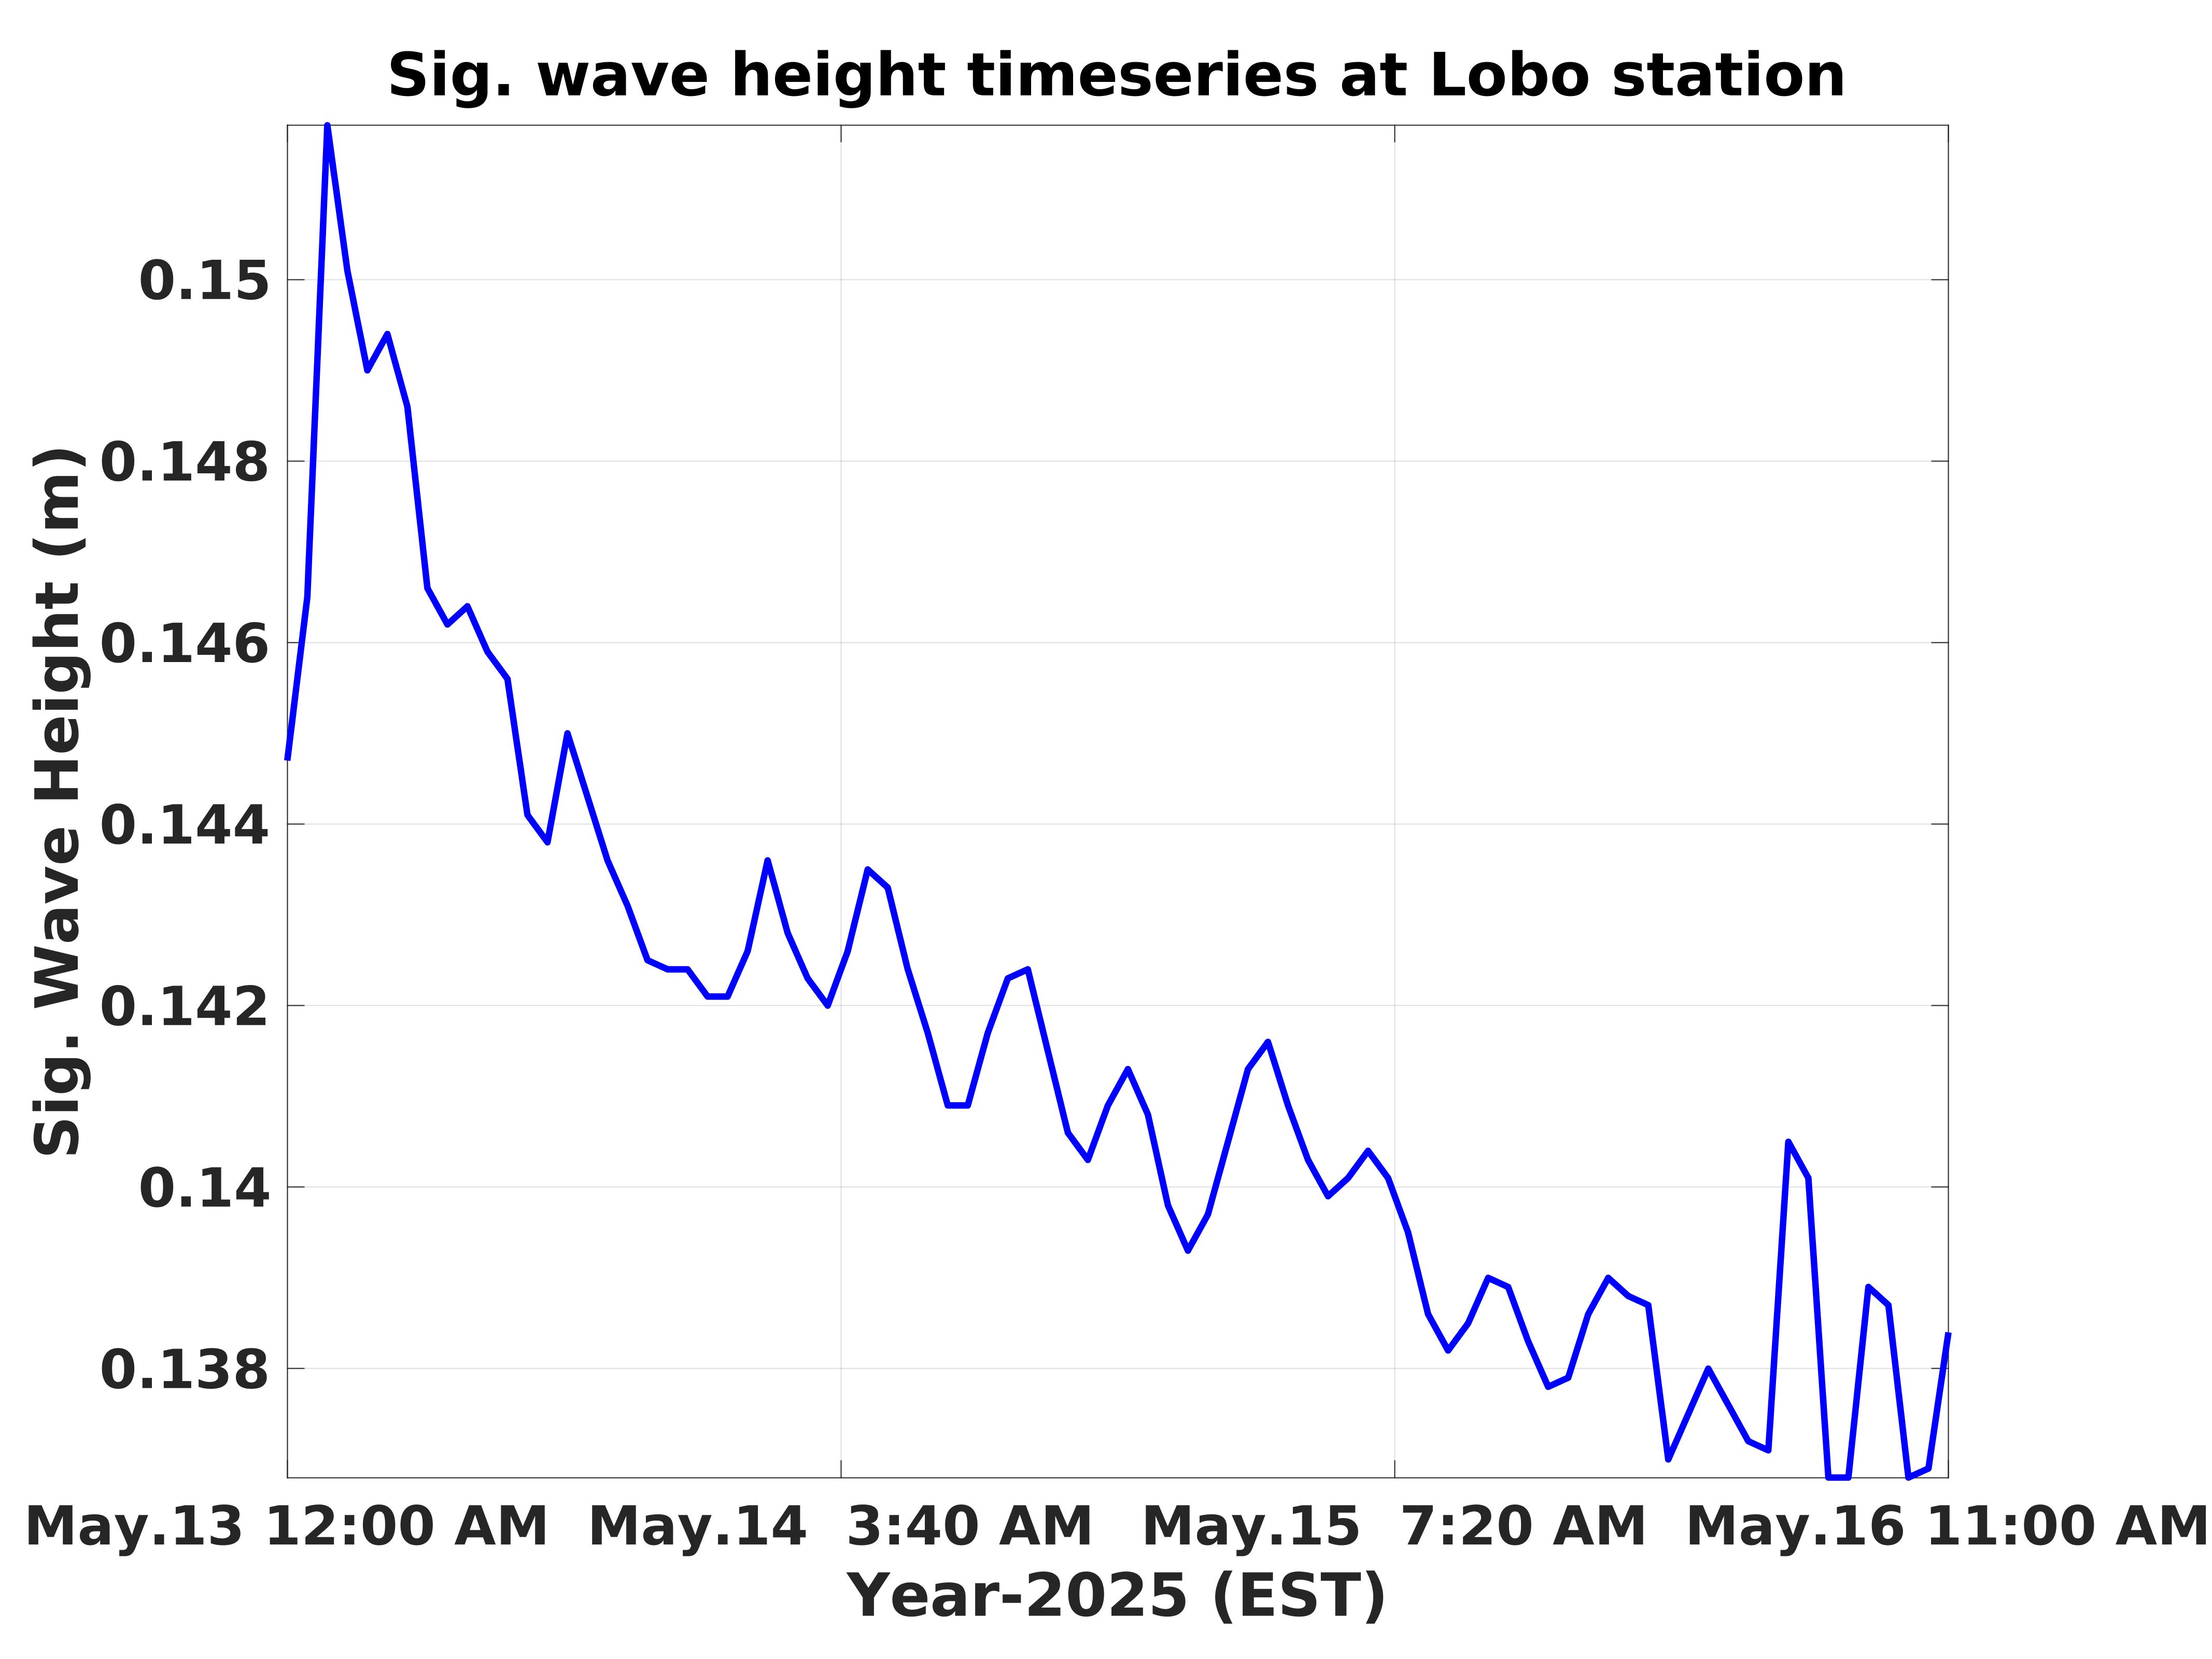 Sig. wave height timeseries at Lobo station
Sig. Wave Height (m)
0.15
0.148
0.146
0.144
0.142
0.14
0.138
May.13 12:00 AM May.14 3:40 AM May.15 7:20 AM May.16 11:00 AM
Year-2025 (EST)